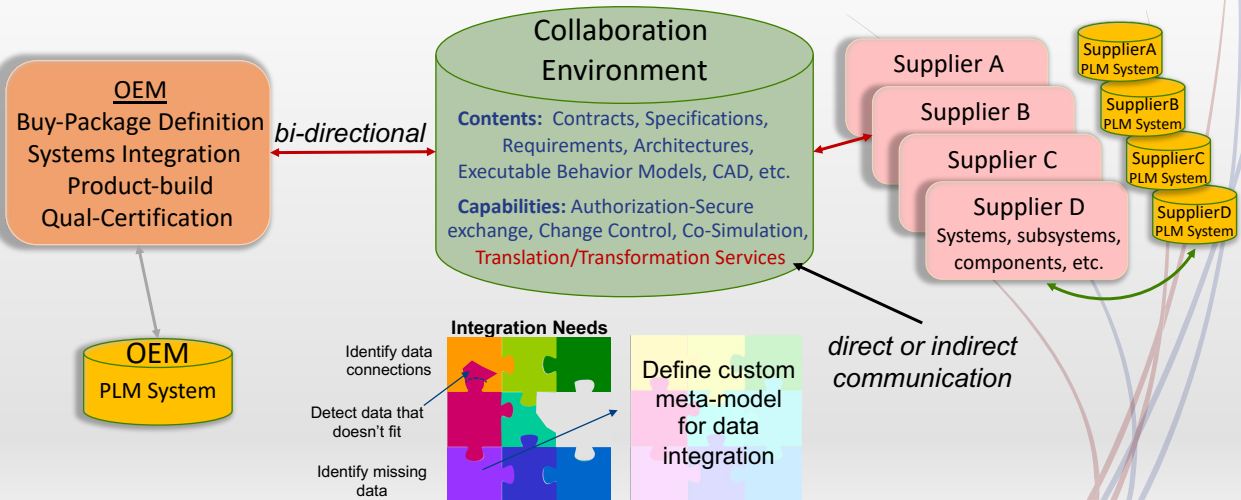 OEM
Buy-Package Definition
Systems Integration
Product-build
Qual-Certification
bi-directional
OEM
PLM System
Collaboration
Environment
Contents: Contracts, Specifications,
Requirements, Architectures,
Executable Behavior Models, CAD, etc.
Capabilities: Authorization-Secure
exchange, Change Control, Co-Simulation,
Translation/Transformation Services
Supplier A
Supplier B
Supplier C
Supplier D
Systems, subsystems,
components, etc.
SupplierA
PLM System
SupplierB
PLM System
SupplierC
PLM System
SupplierD
PLM System
direct or indirect
communication
Integration Needs
Identify data
connections
Detect data that
doesn't fit
Identify missing
data
Define custom
meta-model
for data
integration